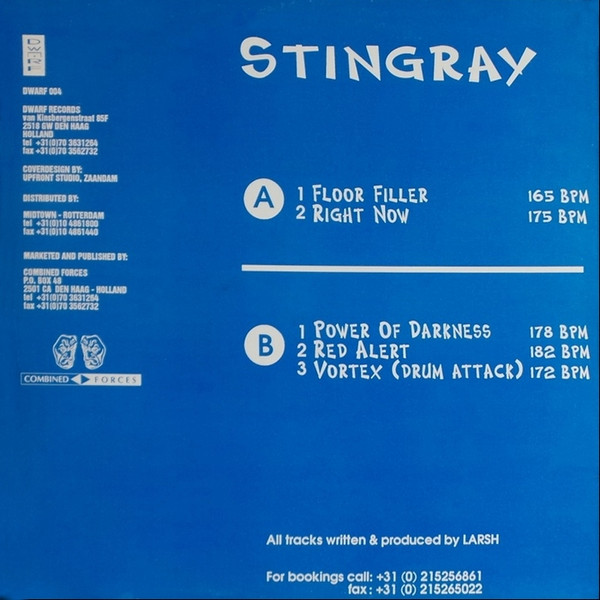 DWARF
DWARF 004
DWARF RECORDS
van Kinsbergenstraat 85F
2518 GW DEN HAAG
HOLLAND
tel +31(0)70 3631264
fax +31(0)70 3562732
COVERDESIGN BY:
UPFRONT STUDIO, ZAANDAM
DISTRIBUTED BY:
MIDTOWN - ROTTERDAM
tel +31(0)10 4861800
fax +31(0)10 4861440
MARKETED AND PUBLISHED BY:
COMBINED FORCES
P.O. BOX 48
2501 CA DEN HAAG - HOLLAND
tel +31(0)70 3631264
fax +31(0)70 3562732
COMBINED FORCES
STINGRAY
A
1 FLOOR FILLER 165 BPM
2 RIGHT NOW 175 BPM
B
1 POWER OF DARKNESS 178 BPM
2 RED ALERT 182 BPM
3 VORTEX (DRUM ATTACK) 172 BPM
All tracks written & produced by LARSH
For bookings call: +31 (0) 215256861
fax : +31 (0) 215265022